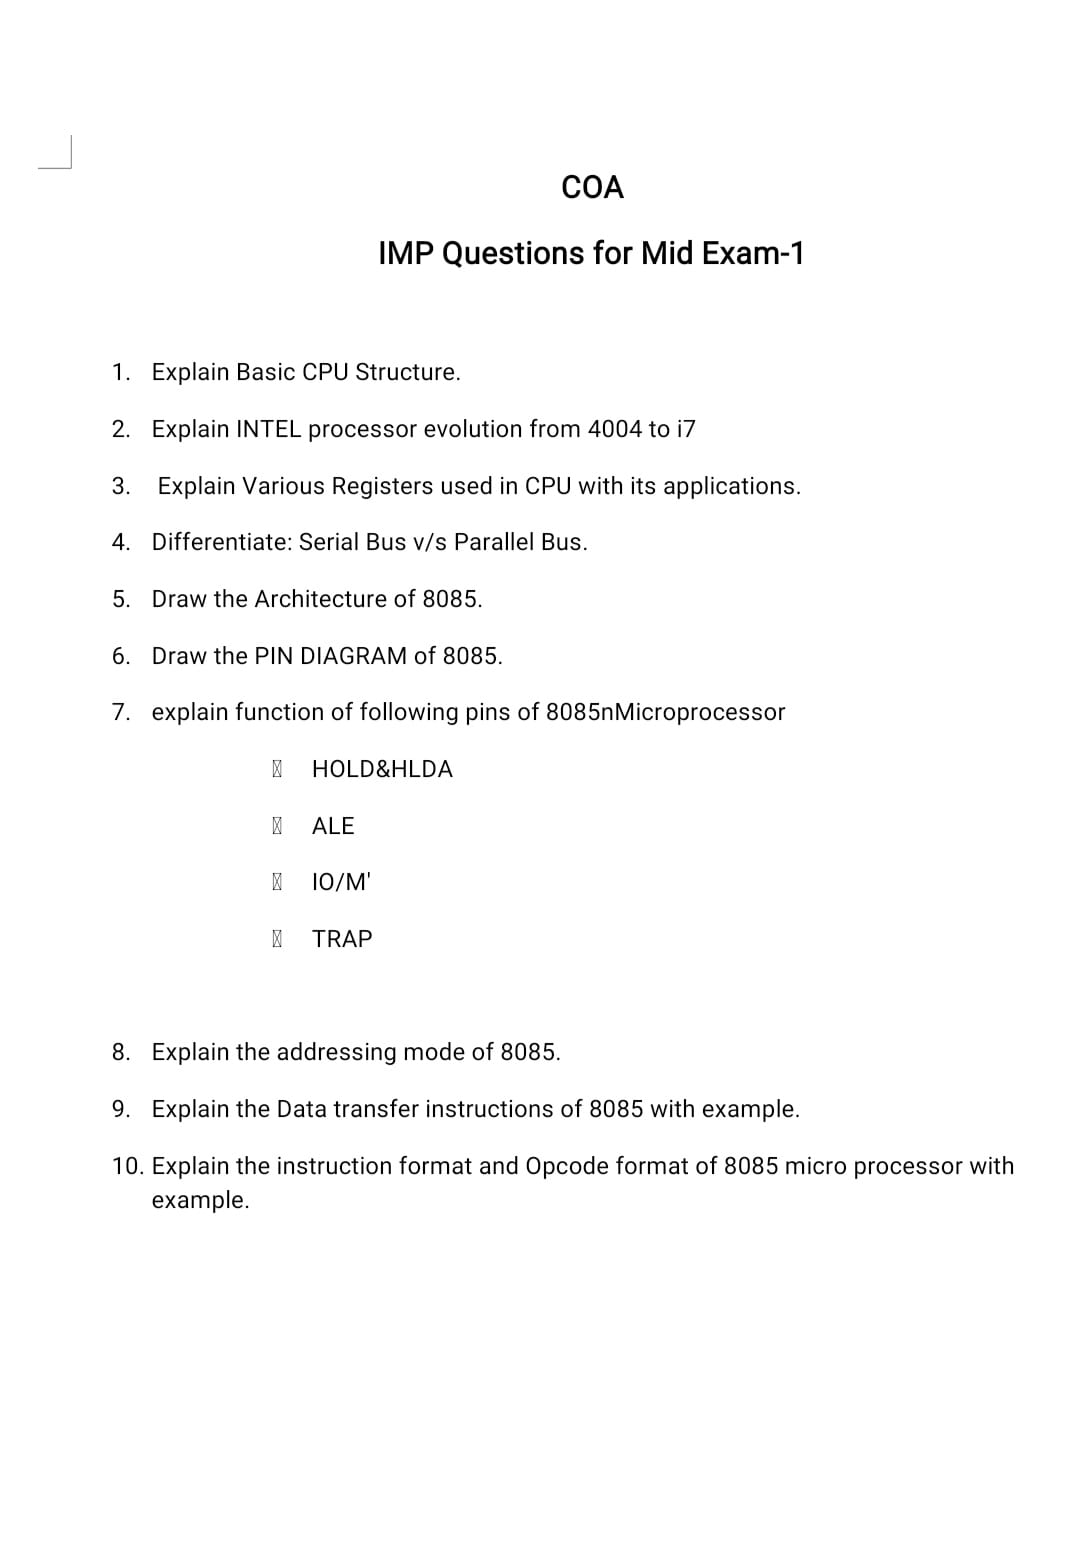 COA
IMP Questions for Mid Exam-1
1. Explain Basic CPU Structure.
2. Explain INTEL processor evolution from 4004 to i7
3. Explain Various Registers used in CPU with its applications.
4. Differentiate: Serial Bus v/s Parallel Bus.
5. Draw the Architecture of 8085.
6. Draw the PIN DIAGRAM of 8085.
7. explain function of following pins of 8085nMicroprocessor
HOLD&HLDA
ALE
IO/M'
TRAP
8. Explain the addressing mode of 8085.
9. Explain the Data transfer instructions of 8085 with example.
10. Explain the instruction format and Opcode format of 8085 micro processor with
example.